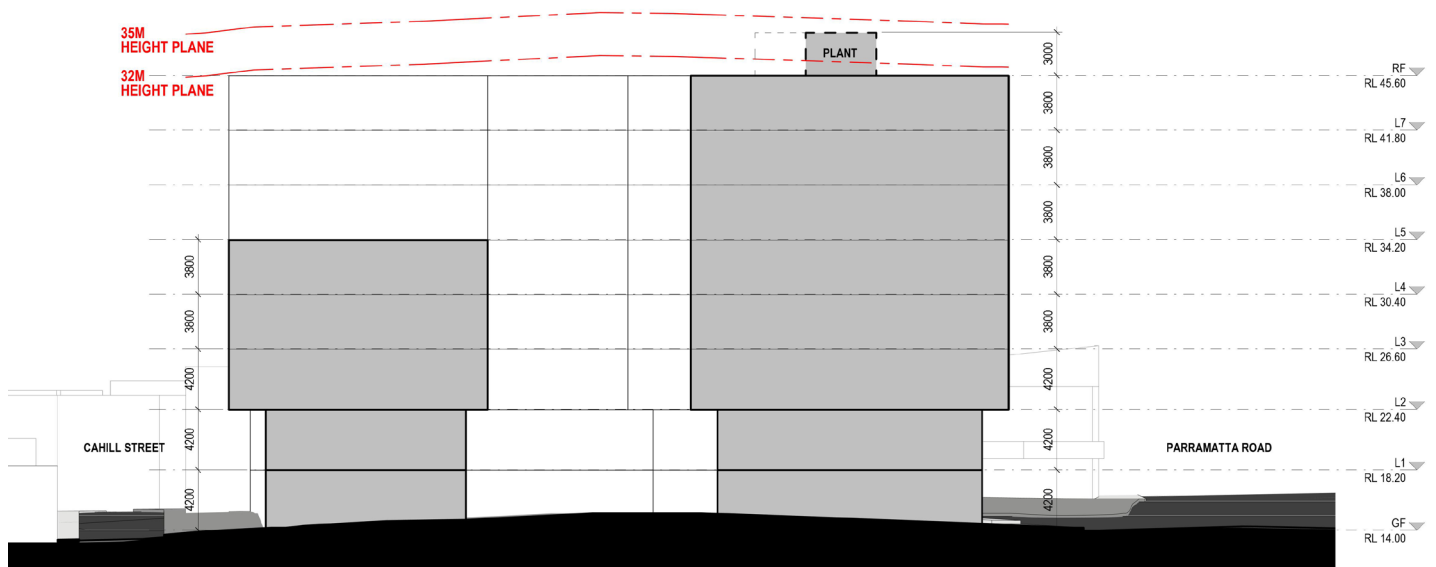 35M
HEIGHT PLANE
32M
HEIGHT PLANE
PLANT
3000
3800
3800
3800
3800
3800
4200
4200
4200
3800
3800
4200
4200
4200
RF
RL 45.60
L7
RL 41.80
L6
RL 38.00
L5
RL 34.20
L4
RL 30.40
L3
RL 26.60
L2
RL 22.40
L1
RL 18.20
GF
RL 14.00
CAHILL STREET
PARRAMATTA ROAD